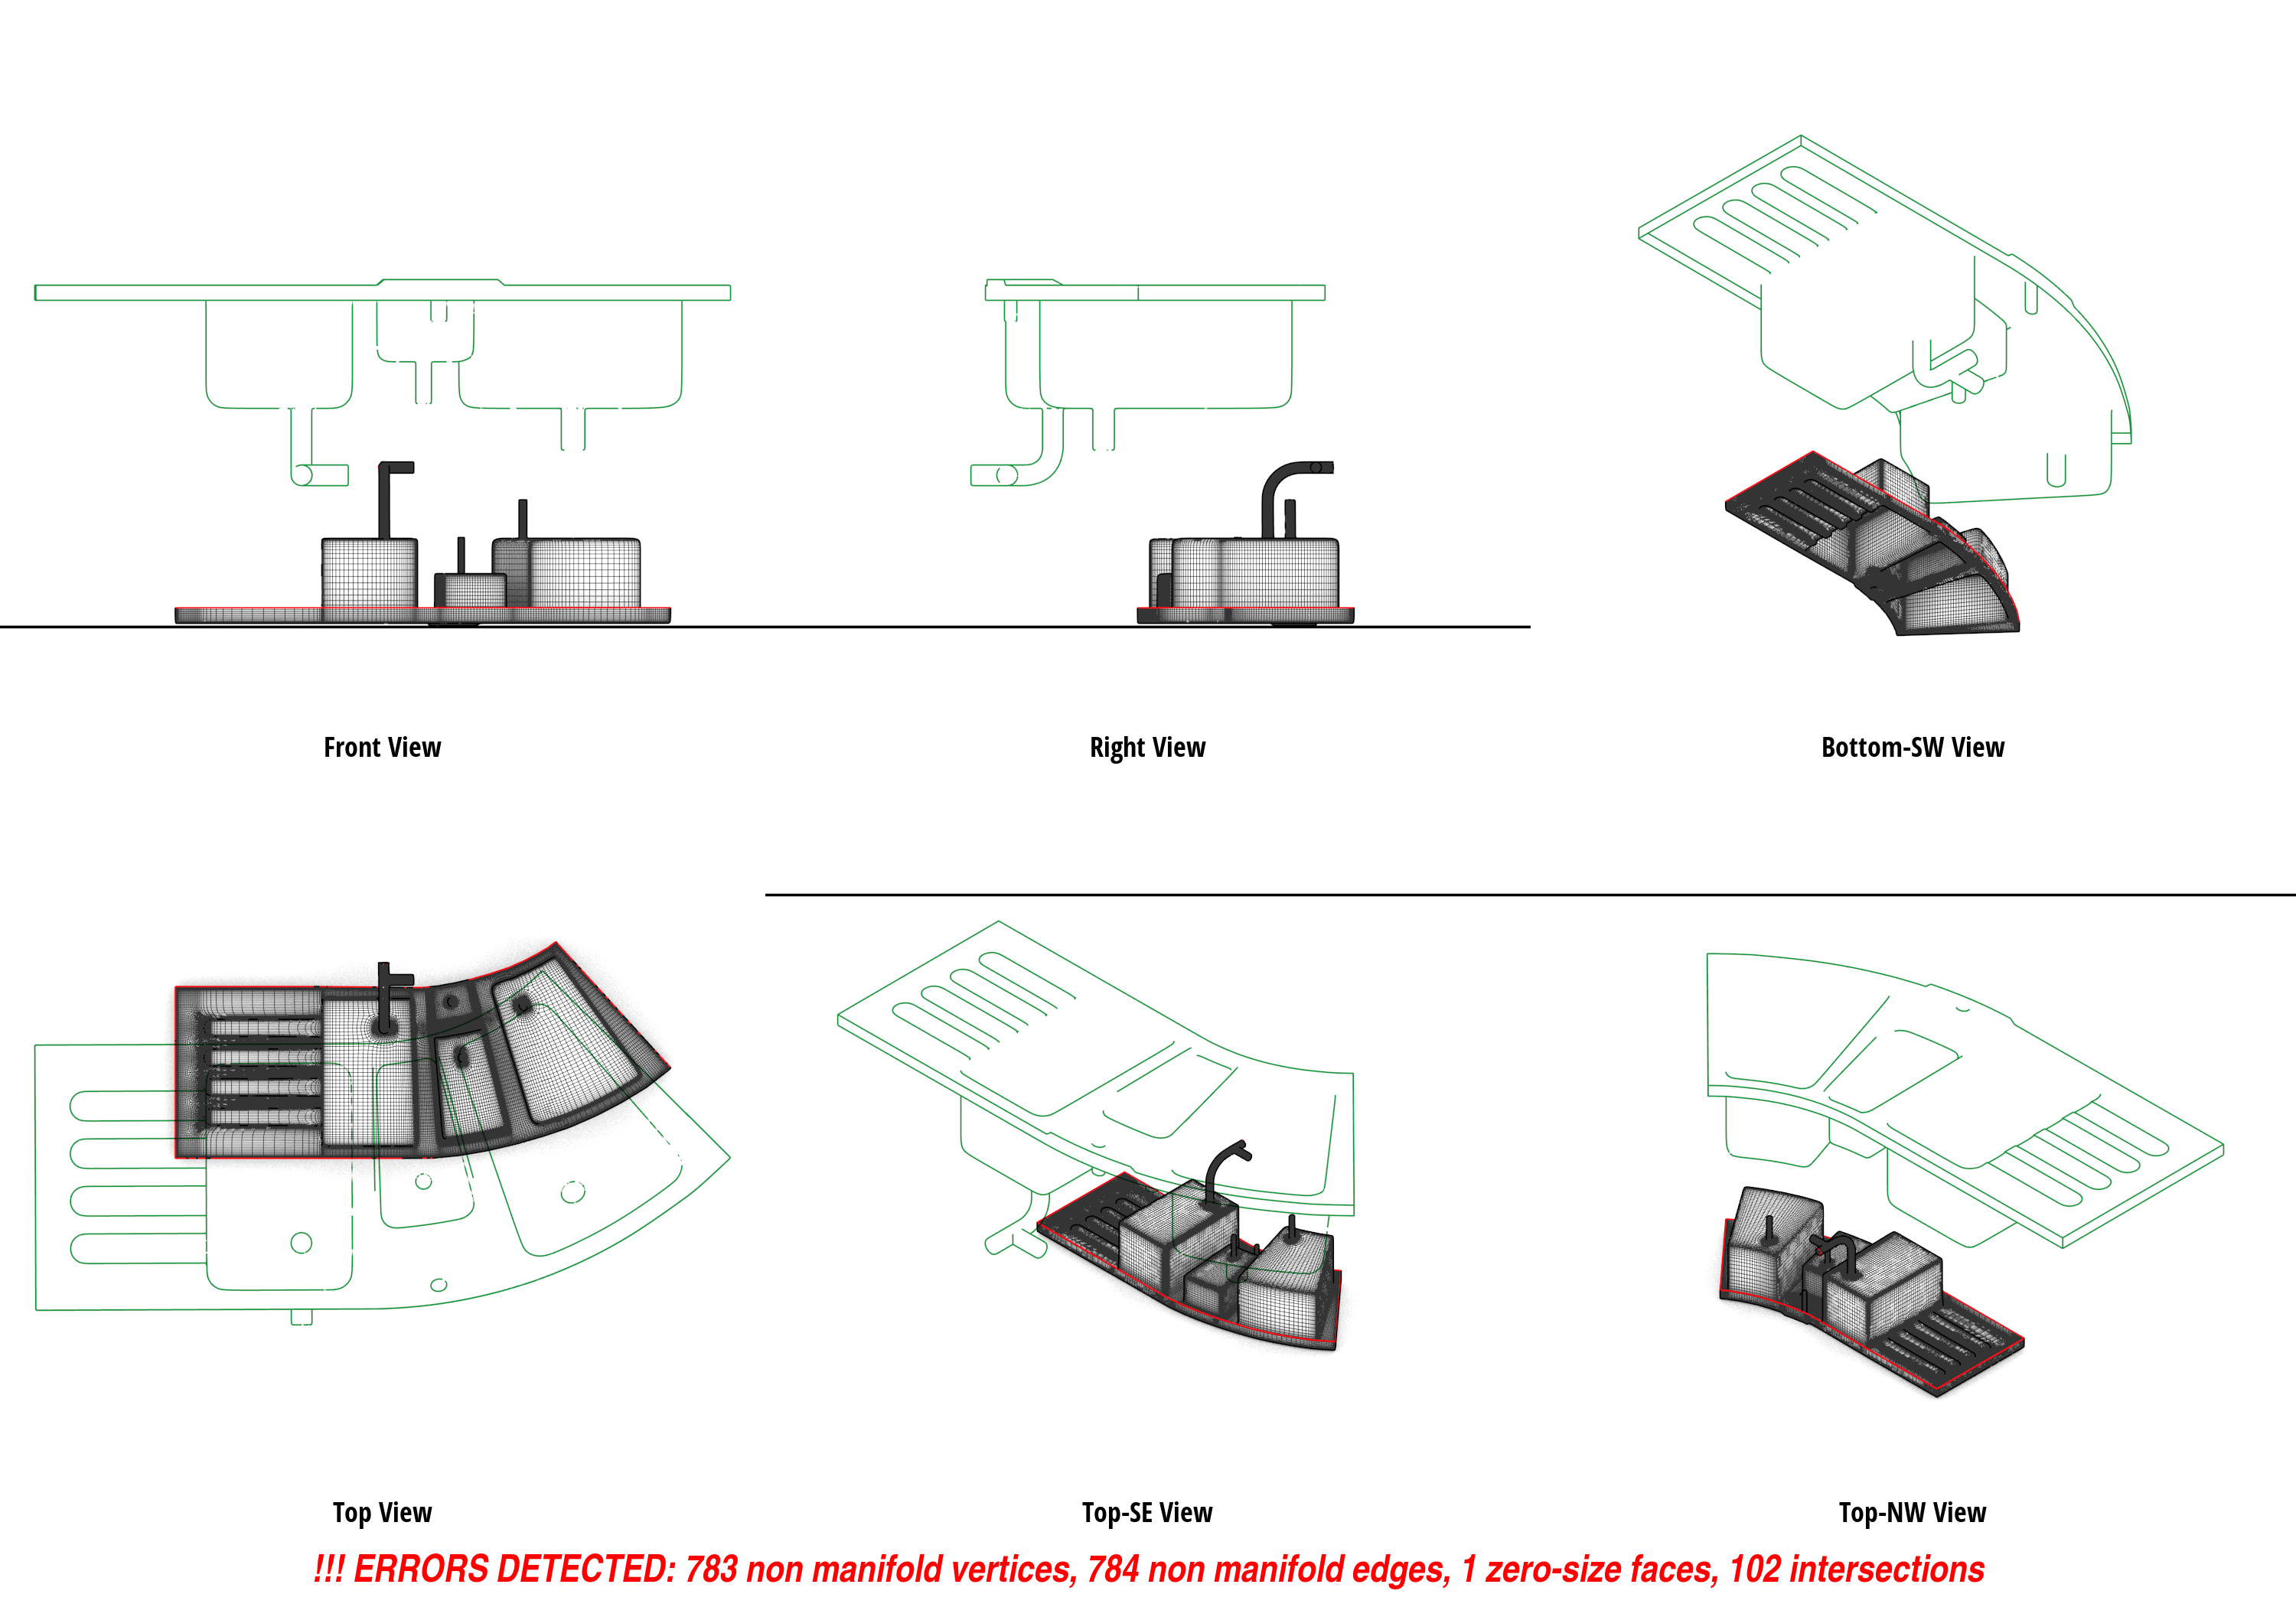 Front View
Right View
Bottom-SW View
Top View
Top-SE View
Top-NW View
!!! ERRORS DETECTED: 783 non manifold vertices, 784 non manifold edges, 1 zero-size faces, 102 intersections